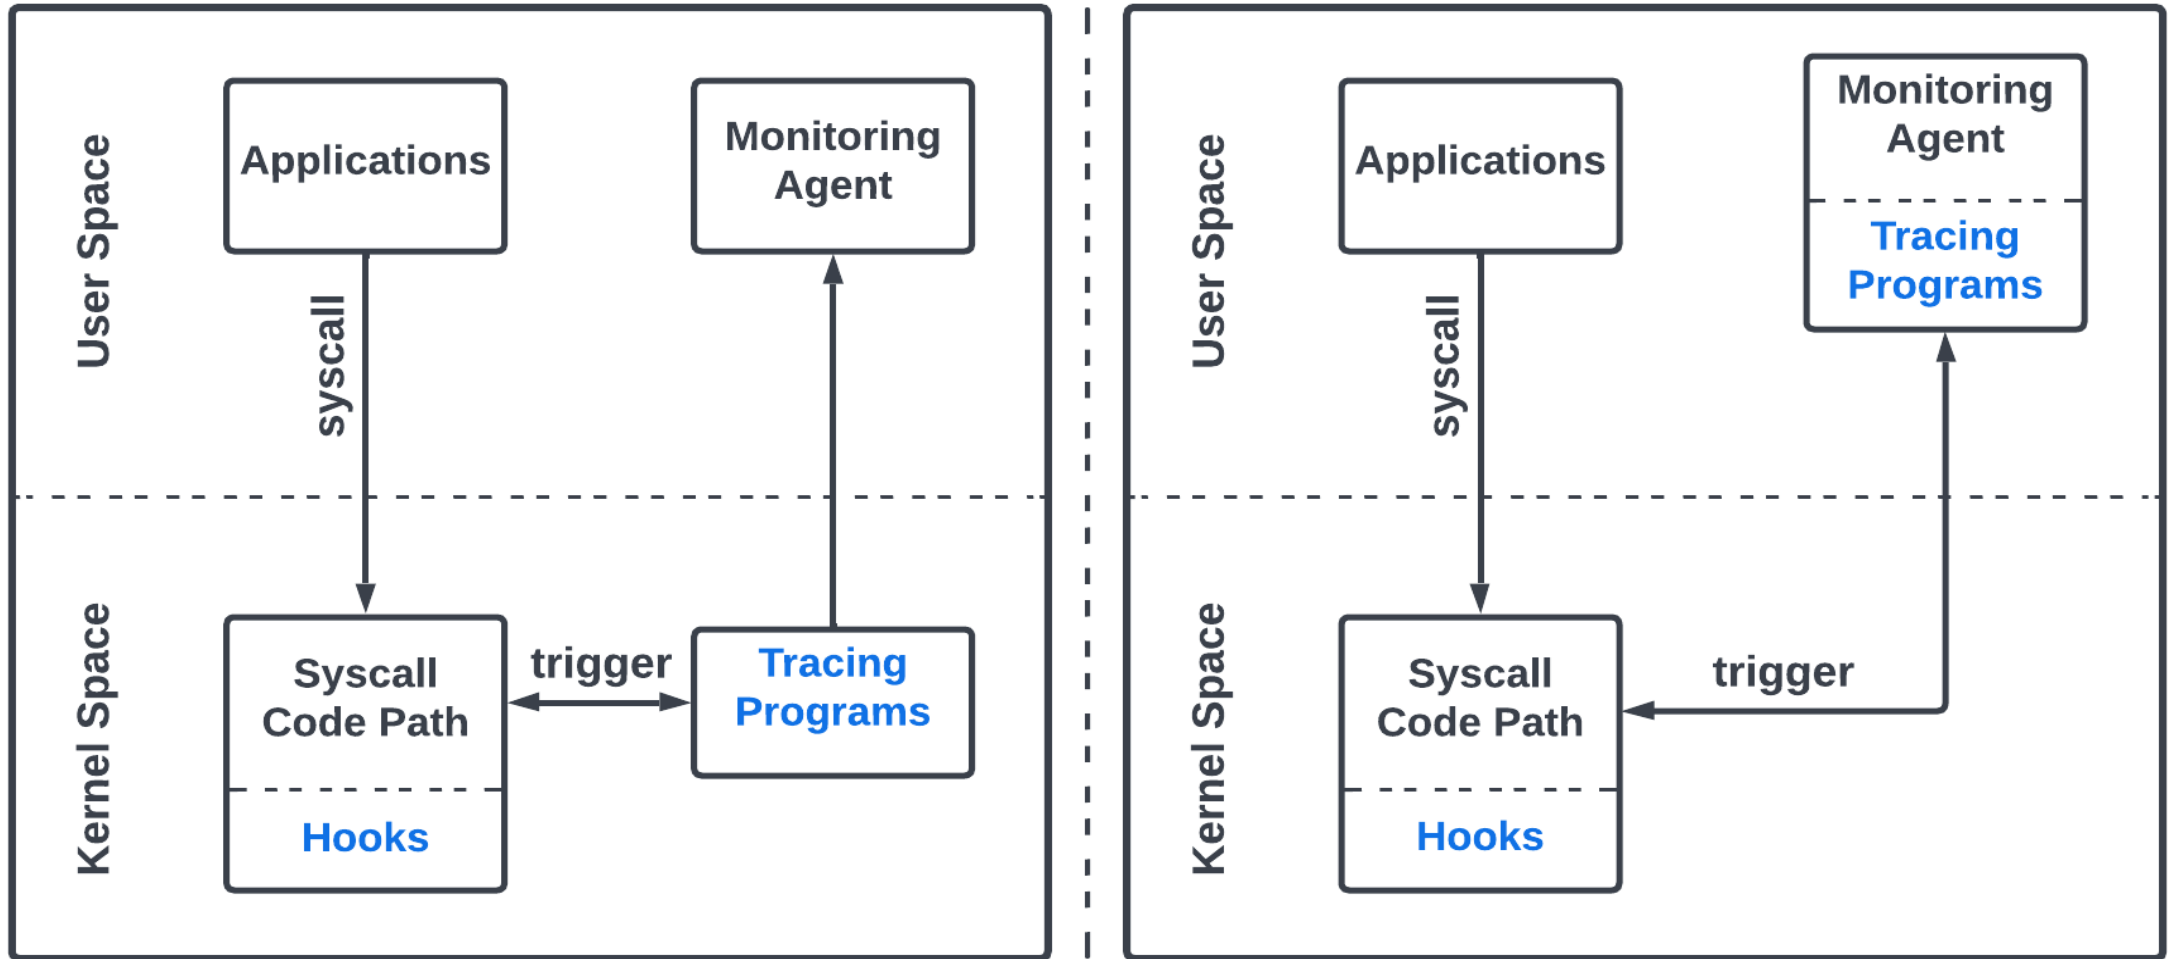 User Space
Applications
Monitoring
Agent
syscall
Kernel Space
Syscall
Code Path
Hooks
trigger
Tracing
Programs
User Space
Applications
Monitoring
Agent
Tracing
Programs
syscall
Kernel Space
Syscall
Code Path
Hooks
trigger